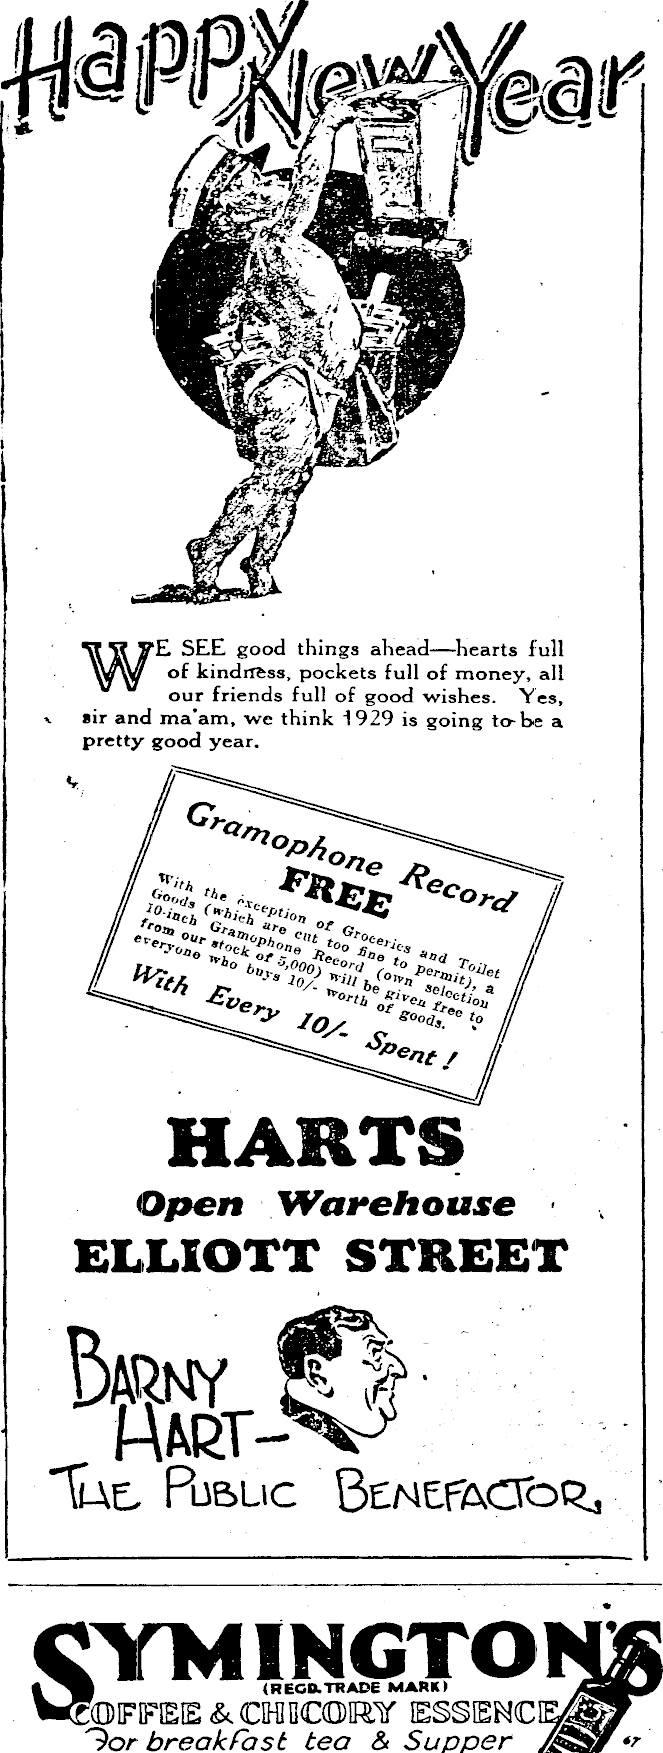 Happy New Year
WE SEE good things ahead—hearts full
of kindness, pockets full of money, all
our friends full of good wishes. Yes,
sir and ma'am, we think 1929 is going to be a
pretty good year.
Gramophone Record
FREE
With the exception of Groceries and Toilet
Goods (which are cut too fine to permit), a
10-inch Gramophone Record (own selection
from our stock of 5,000) will be given free to
everyone who buys 10/- worth of goods.
With Every 10/- Spent!
HARTS
Open Warehouse
ELLIOTT STREET
BARNY
HART—
THE PUBLIC BENEFACTOR.
SYMINGTON'S
(REGD. TRADE MARK)
COFFEE & CHICORY ESSENCE
For breakfast tea & Supper
67